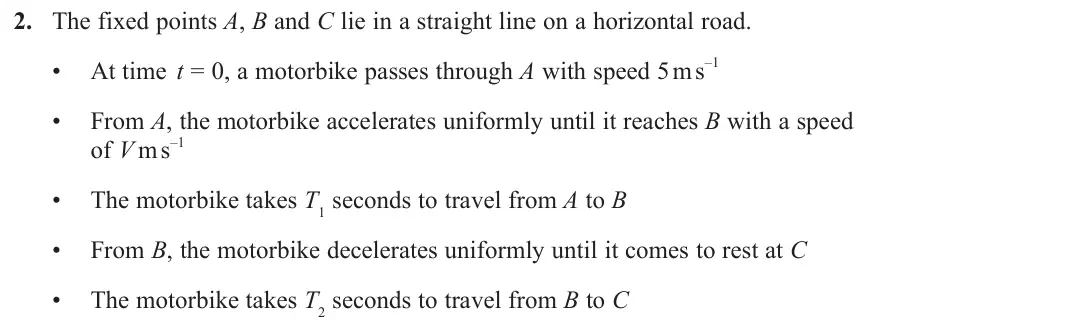 2. The fixed points A, B and C lie in a straight line on a horizontal road.
• At time t = 0, a motorbike passes through A with speed 5 m s⁻¹
• From A, the motorbike accelerates uniformly until it reaches B with a speed
of V m s⁻¹
• The motorbike takes T₁ seconds to travel from A to B
• From B, the motorbike decelerates uniformly until it comes to rest at C
• The motorbike takes T₂ seconds to travel from B to C